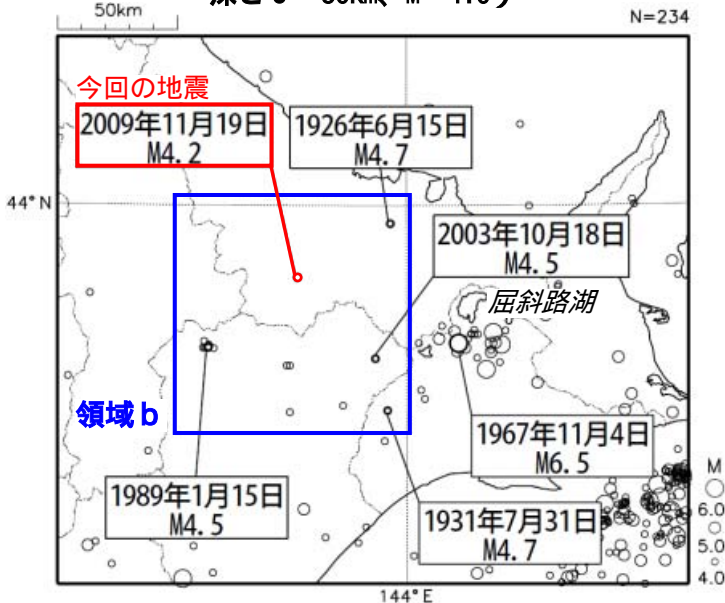 50km
N=234
今回の地震
2009年11月19日
M4.2
1926年6月15日
M4.7
44°N
2003年10月18日
M4.5
屈斜路湖
領域b
1967年11月4日
M6.5
1989年1月15日
M4.5
1931年7月31日
M4.7
M
6.0
5.0
4.0
144°E